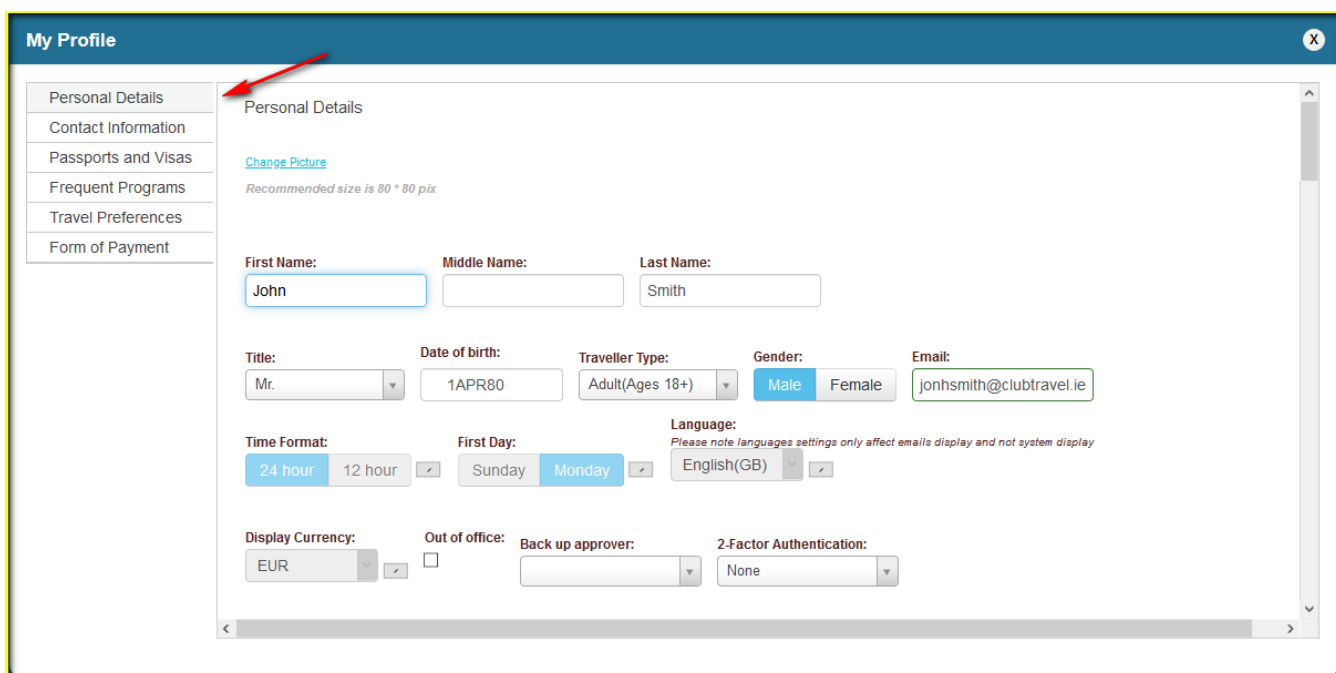 My Profile
X
Personal Details
Contact Information
Passports and Visas
Frequent Programs
Travel Preferences
Form of Payment
Personal Details
Change Picture
Recommended size is 80 * 80 pix
First Name: Middle Name: Last Name:
John Smith
Title: Date of birth: Traveller Type: Gender: Email:
Mr. 1APR80 Adult(Ages 18+) Male Female jonhsmith@clubtravel.ie
Time Format: First Day: Language:
Please note languages settings only affect emails display and not system display
24 hour 12 hour Sunday Monday English(GB)
Display Currency: Out of office: Back up approver: 2-Factor Authentication:
EUR None